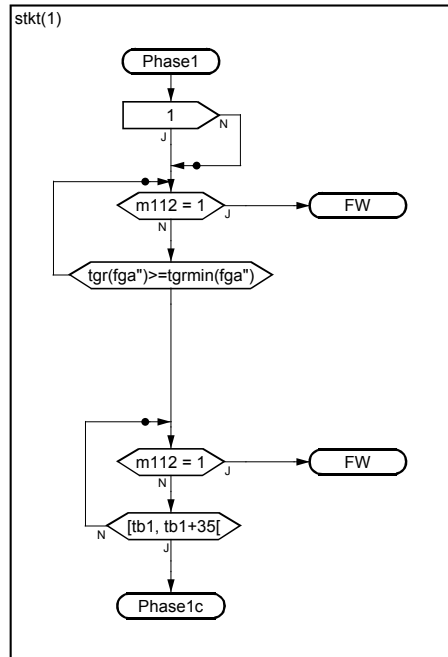 stkt(1)
Phase1
1
N
J
m112 = 1
J
FW
N
tgr(fga")>=tgrmin(fga")
m112 = 1
J
FW
N
[tb1, tb1+35[
N
J
Phase1c